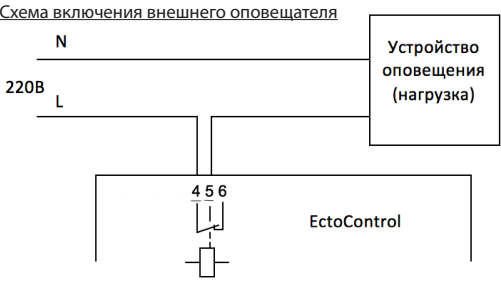 Схема включения внешнего оповещателя
N
220В
L
Устройство
оповещения
(нагрузка)
4 5 6
EctoControl